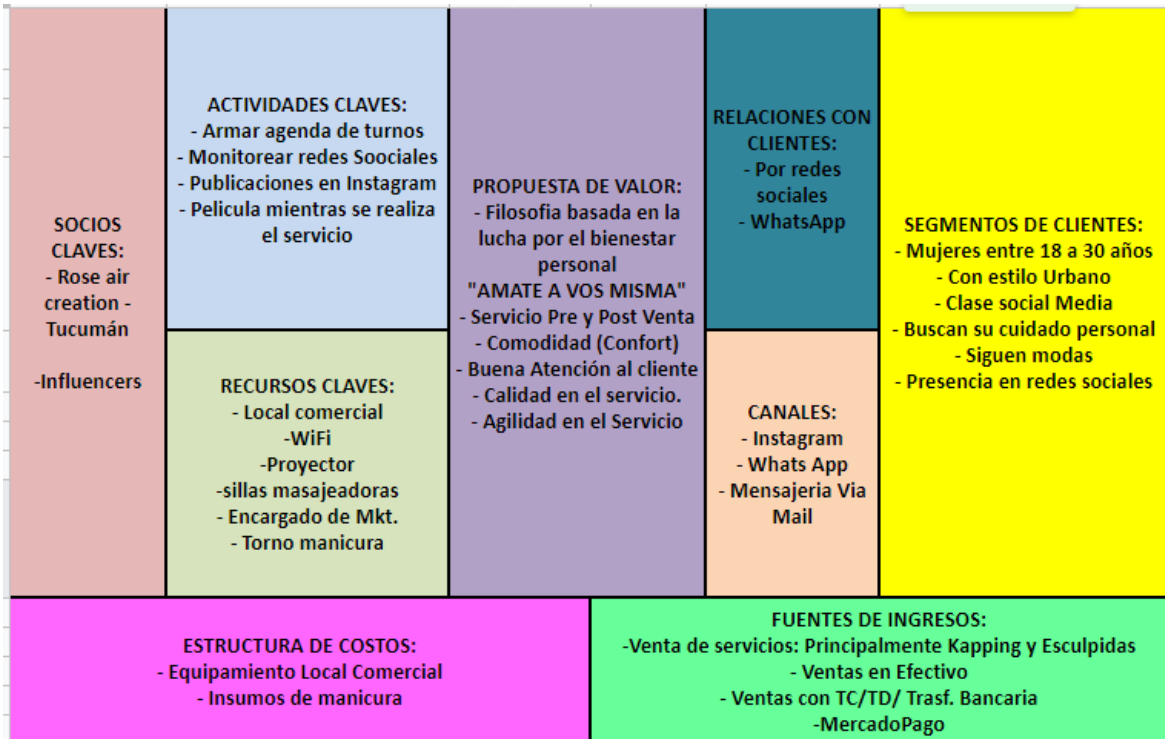 SOCIOS
CLAVES:
- Rose air
creation -
Tucumán
-Influencers
ACTIVIDADES CLAVES:
- Armar agenda de turnos
- Monitorear redes Soociales
- Publicaciones en Instagram
- Pelicula mientras se realiza
el servicio
RECURSOS CLAVES:
- Local comercial
-WiFi
-Proyector
-sillas masajeadoras
- Encargado de Mkt.
- Torno manicura
PROPUESTA DE VALOR:
- Filosofia basada en la
lucha por el bienestar
personal
"AMATE A VOS MISMA"
- Servicio Pre y Post Venta
- Comodidad (Confort)
- Buena Atención al cliente
- Calidad en el servicio.
- Agilidad en el Servicio
RELACIONES CON
CLIENTES:
- Por redes
sociales
- WhatsApp
CANALES:
- Instagram
- Whats App
- Mensajeria Via
Mail
SEGMENTOS DE CLIENTES:
- Mujeres entre 18 a 30 años
- Con estilo Urbano
- Clase social Media
- Buscan su cuidado personal
- Siguen modas
- Presencia en redes sociales
ESTRUCTURA DE COSTOS:
- Equipamiento Local Comercial
- Insumos de manicura
FUENTES DE INGRESOS:
-Venta de servicios: Principalmente Kapping y Esculpidas
- Ventas en Efectivo
- Ventas con TC/TD/ Trasf. Bancaria
-MercadoPago